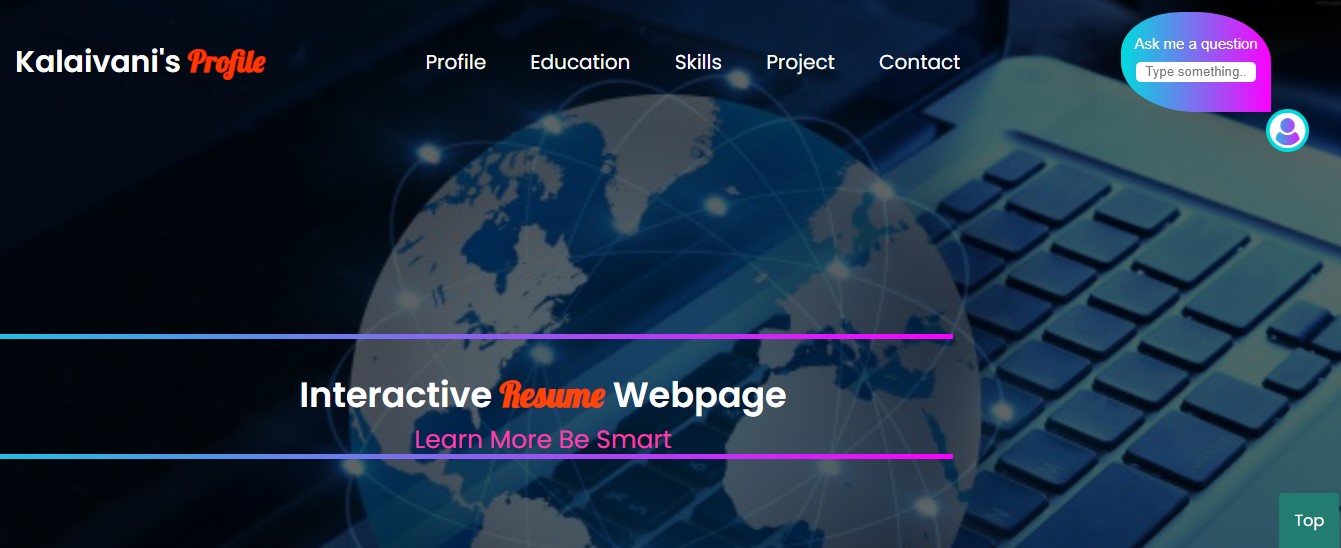 Kalaivani's Profile
Profile
Education
Skills
Project
Contact
Ask me a question
Type something..
Interactive Resume Webpage
Learn More Be Smart
Top